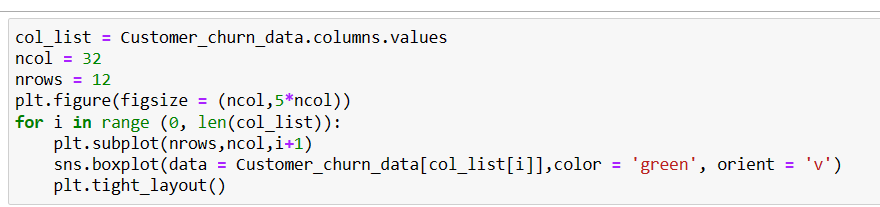 col_list = Customer_churn_data.columns.values
ncol = 32
nrows = 12
plt.figure(figsize = (ncol,5*ncol))
for i in range (0, len(col_list)):
    plt.subplot(nrows,ncol,i+1)
    sns.boxplot(data = Customer_churn_data[col_list[i]],color = 'green', orient = 'v')
    plt.tight_layout()